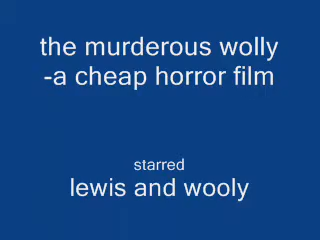 the murderous wolly
-a cheap horror film
starred
lewis and wooly